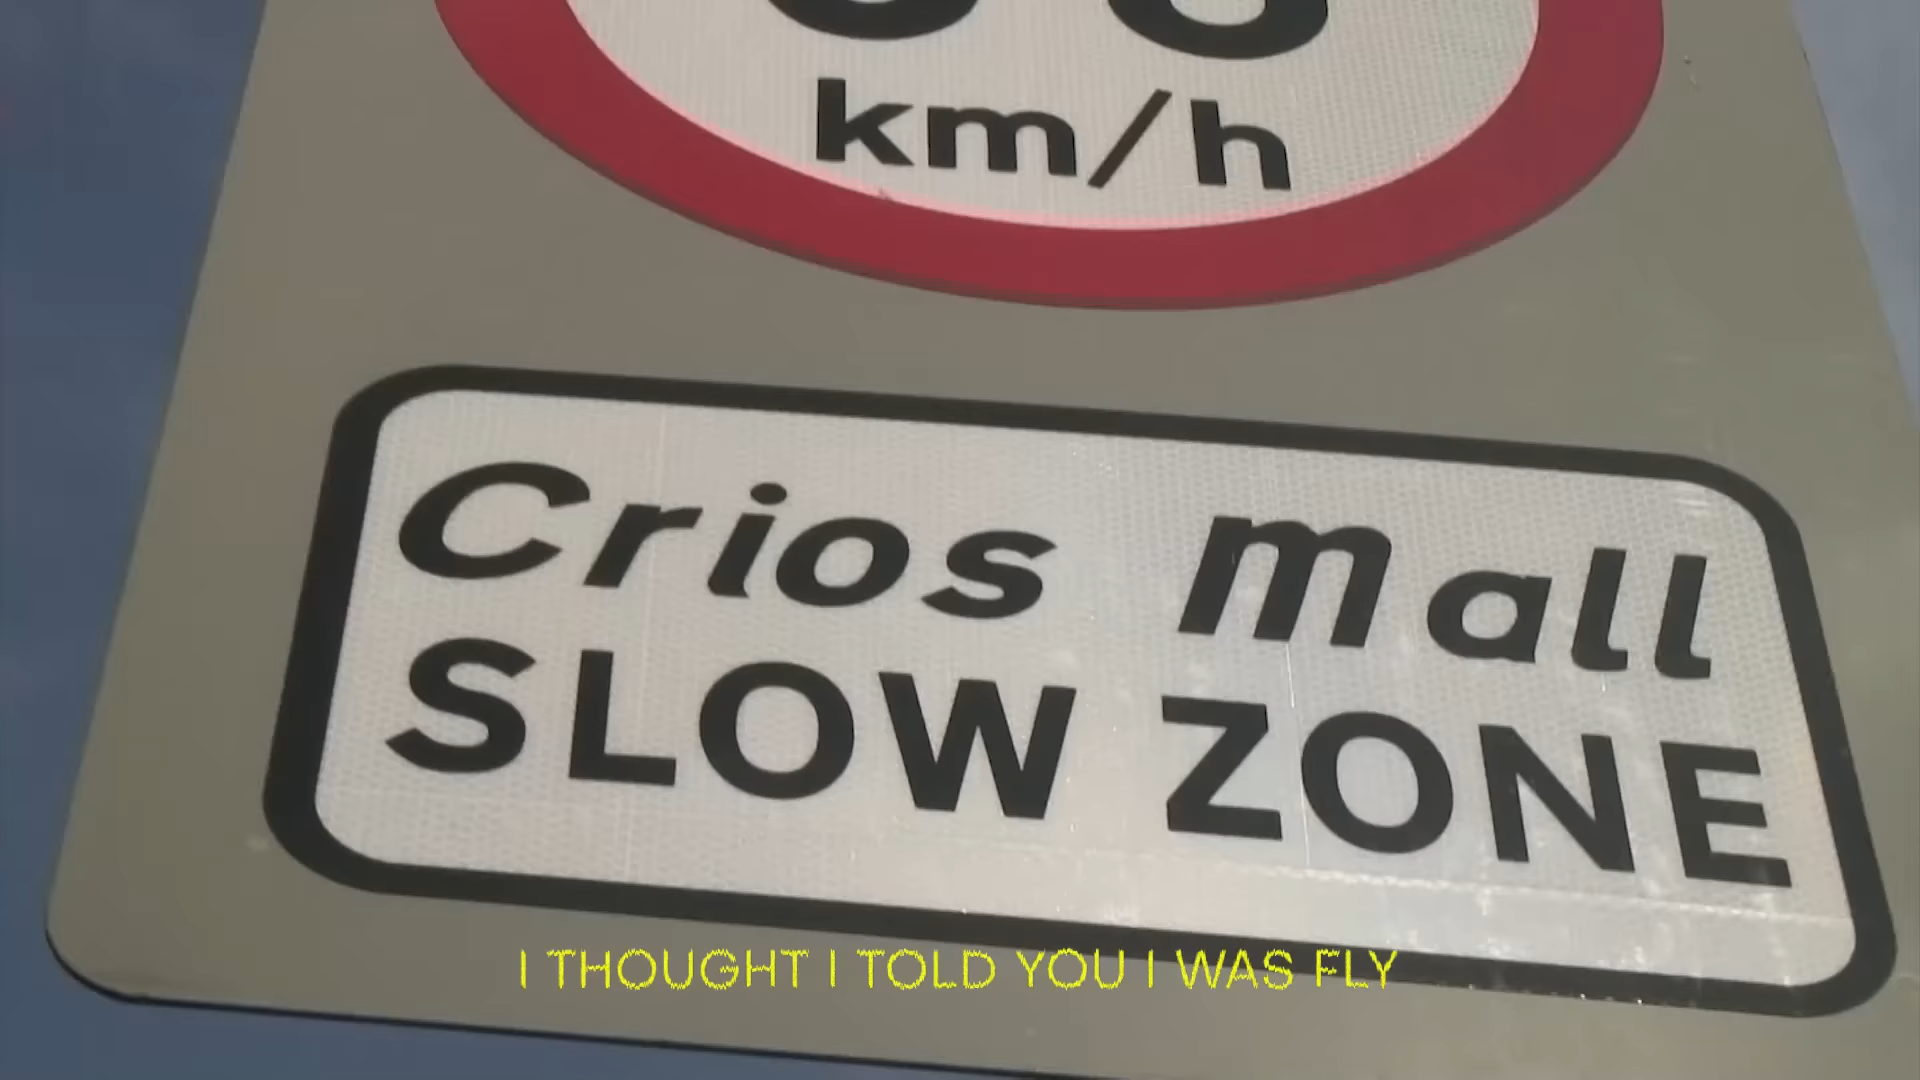 km/h
Crios Mall
SLOW ZONE
I THOUGHT I TOLD YOU I WAS FLY